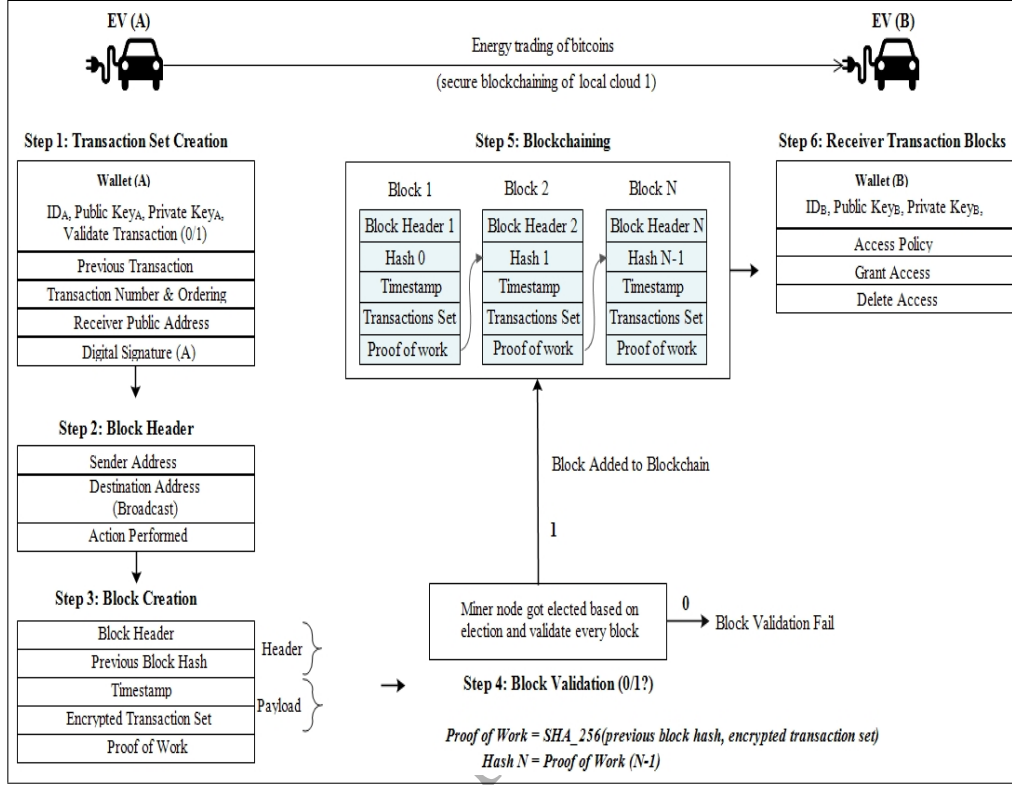 EV (A)
EV (B)
Energy trading of bitcoins
(secure blockchaining of local cloud 1)
Step 1: Transaction Set Creation
Wallet (A)
ID_A, Public Key_A, Private Key_A,
Validate Transaction (0/1)
Previous Transaction
Transaction Number & Ordering
Receiver Public Address
Digital Signature (A)
Step 2: Block Header
Sender Address
Destination Address
(Broadcast)
Action Performed
Step 3: Block Creation
Block Header
Previous Block Hash
Header
Timestamp
Encrypted Transaction Set
Payload
Proof of Work
Step 4: Block Validation (0/1?)
Miner node got elected based on
election and validate every block
0
Block Validation Fail
1
Block Added to Blockchain
Proof of Work = SHA_256(previous block hash, encrypted transaction set)
Hash N = Proof of Work (N-1)
Step 5: Blockchaining
Block 1
Block Header 1
Hash 0
Timestamp
Transactions Set
Proof of work
Block 2
Block Header 2
Hash 1
Timestamp
Transactions Set
Proof of work
Block N
Block Header N
Hash N-1
Timestamp
Transactions Set
Proof of work
Step 6: Receiver Transaction Blocks
Wallet (B)
ID_B, Public Key_B, Private Key_B,
Access Policy
Grant Access
Delete Access